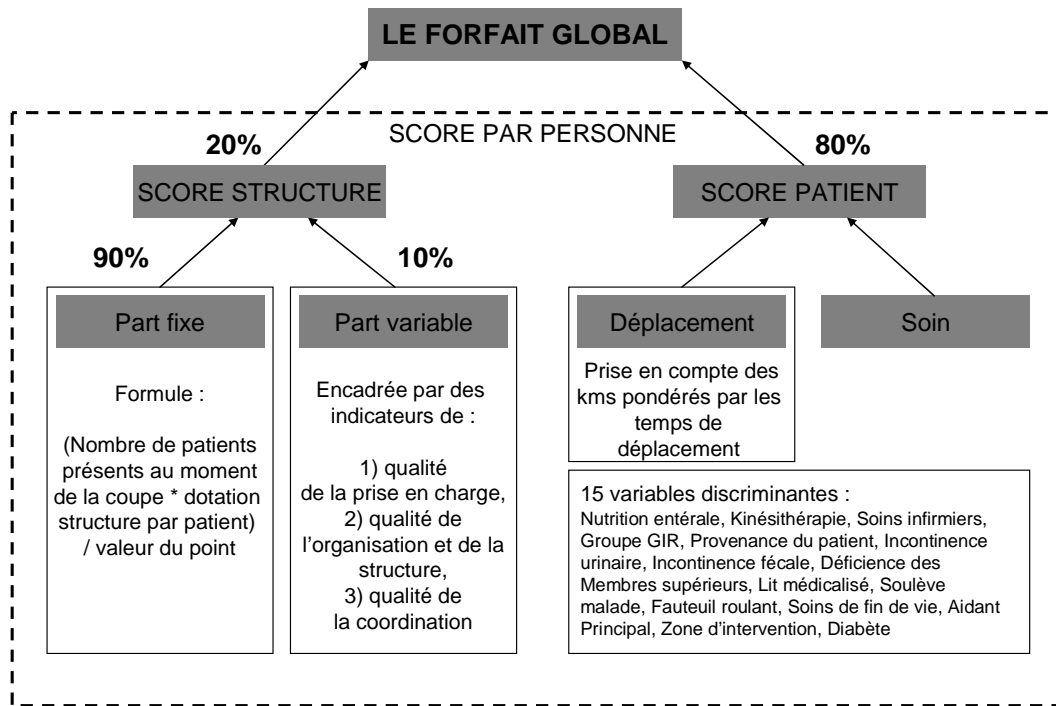 LE FORFAIT GLOBAL
SCORE PAR PERSONNE
20%
80%
SCORE STRUCTURE
SCORE PATIENT
90%
10%
Part fixe
Formule :
(Nombre de patients
présents au moment
de la coupe * dotation
structure par patient)
/ valeur du point
Part variable
Encadrée par des
indicateurs de :
1) qualité
de la prise en charge,
2) qualité de
l'organisation et de la
structure,
3) qualité de
la coordination
Déplacement
Prise en compte des
kms pondérés par les
temps de
déplacement
Soin
15 variables discriminantes :
Nutrition entérale, Kinésithérapie, Soins infirmiers,
Groupe GIR, Provenance du patient, Incontinence
urinaire, Incontinence fécale, Déficience des
Membres supérieurs, Lit médicalisé, Soulève
malade, Fauteuil roulant, Soins de fin de vie, Aidant
Principal, Zone d'intervention, Diabète